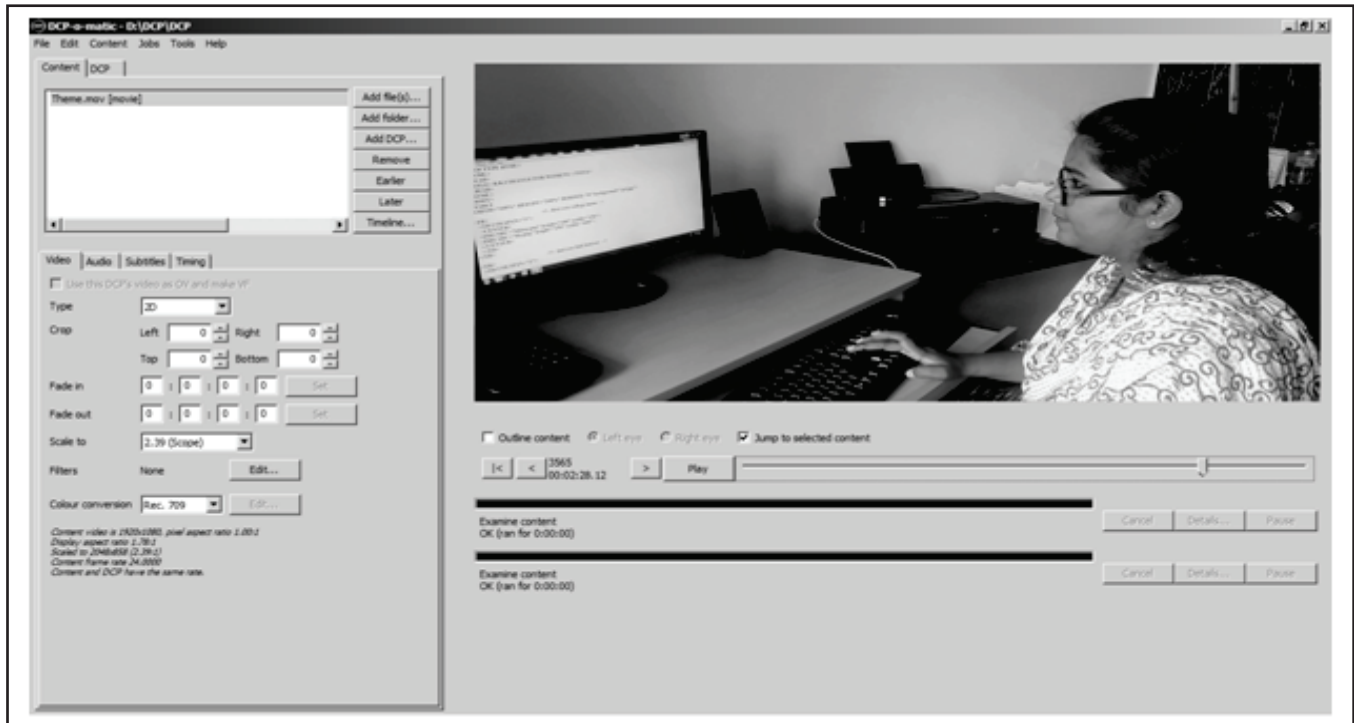 DCP-o-matic - D:\DCP\DCP
File Edit Content Jobs Tools Help
Content DCP
Theme.mov [movie]
Add file(s)...
Add folder...
Add DCP...
Remove
Earlier
Later
Timeline...
Video Audio Subtitles Timing
Use this DCP's video as OV and make VF
Type 2D
Crop Left 0 Right 0
Top 0 Bottom 0
Fade in 0 : 0 : 0 : 0 Set
Fade out 0 : 0 : 0 : 0 Set
Scale to 2.39 (Scope)
Filters None Edit...
Colour conversion Rec. 709 Edit...
Content video is 1920x1080, pixel aspect ratio 1.00:1
Display aspect ratio 1.78:1
Scaled to 2048x858 (2.39:1)
Content frame rate 24.0000
Content and DCP have the same rate.
Outline content Left eye Right eye Jump to selected content
|< < 3565 > Play
00:02:28.12
Examine content Cancel Details... Pause
OK (ran for 0:00:00)
Examine content Cancel Details... Pause
OK (ran for 0:00:00)